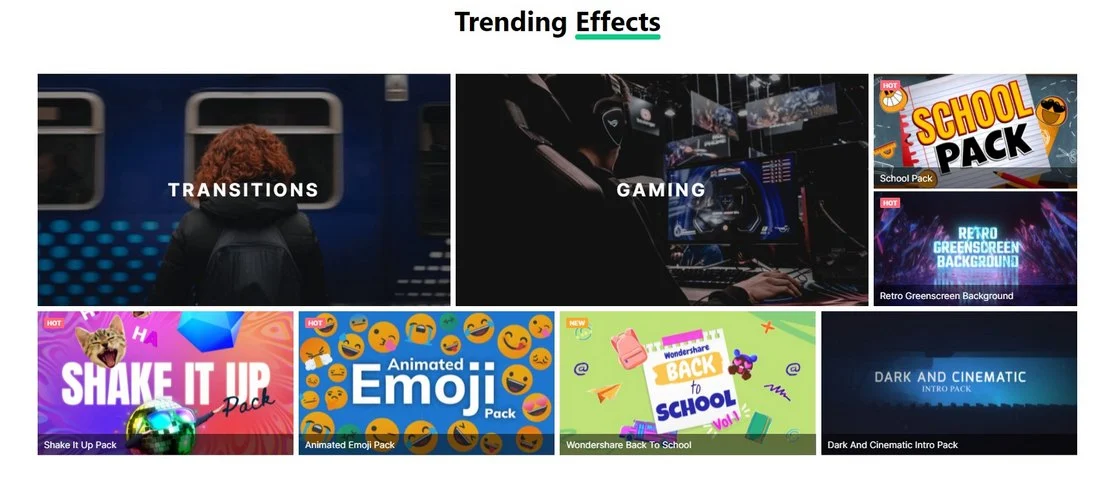 Trending Effects
TRANSITIONS
GAMING
HOT
SCHOOL
PACK
School Pack
HOT
RETRO
GREENSCREEN
BACKGROUND
Retro Greenscreen Background
HOT
HA
SHAKE IT UP
Pack
Shake It Up Pack
HOT
Animated
Emoji
Pack
Animated Emoji Pack
NEW
Wondershare
BACK
to
SCHOOL
Vol.1
Wondershare Back To School
DARK AND CINEMATIC
INTRO PACK
Dark And Cinematic Intro Pack